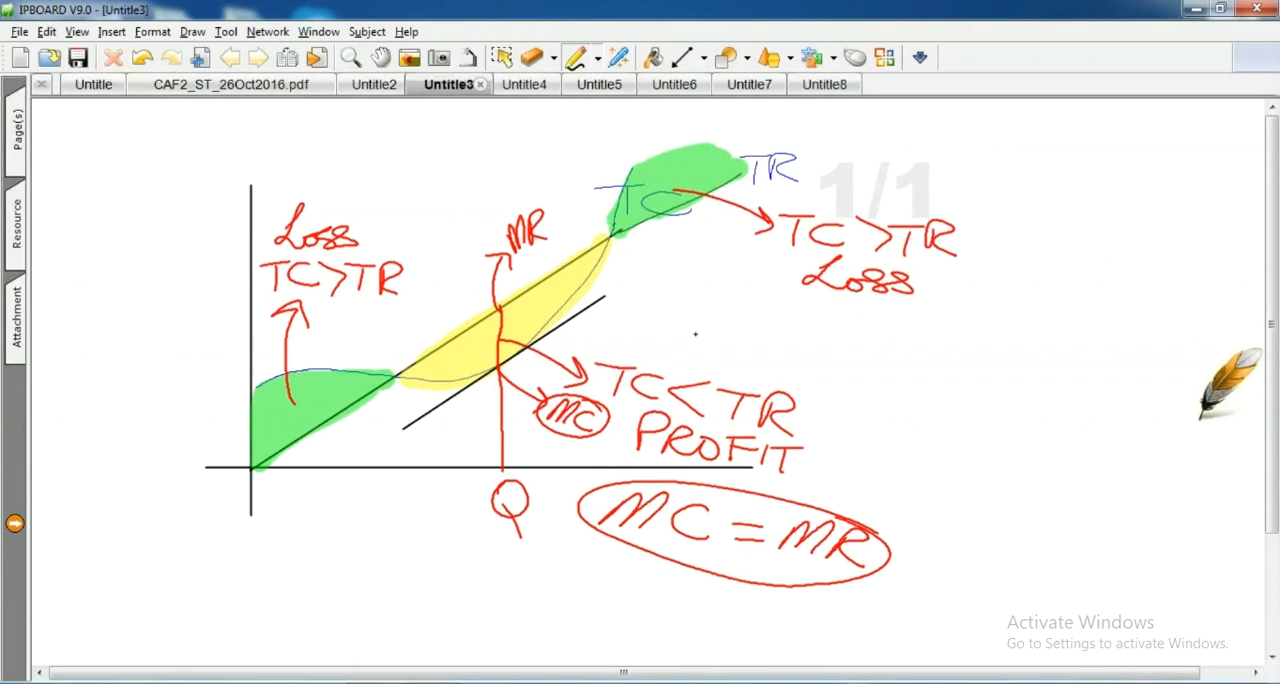 IPBOARD V9.0 - [Untitle3]
File Edit View Insert Format Draw Tool Network Window Subject Help
Untitle CAF2_ST_26Oct2016.pdf Untitle2 Untitle3 Untitle4 Untitle5 Untitle6 Untitle7 Untitle8
Page(s)
Resource
Attachment
1/1
TR
TC
TC>TR
Loss
MR
Loss
TC>TR
TC<TR
PROFIT
MC
Q
MC=MR
Activate Windows
Go to Settings to activate Windows.